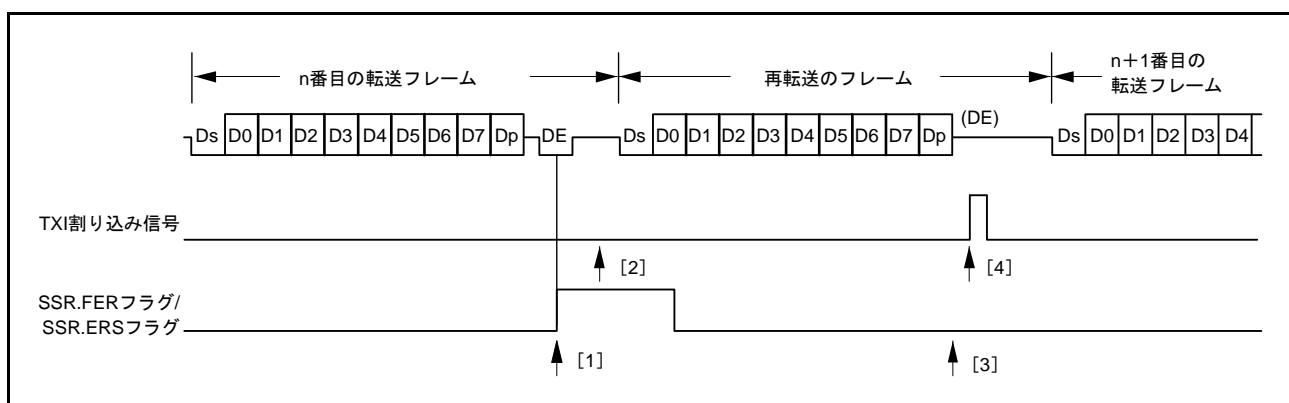 n番目の転送フレーム
再転送のフレーム
n+1番目の
転送フレーム
Ds D0 D1 D2 D3 D4 D5 D6 D7 Dp DE Ds D0 D1 D2 D3 D4 D5 D6 D7 Dp (DE) Ds D0 D1 D2 D3 D4
TXI割り込み信号
[2] [4]
SSR.FERフラグ/
SSR.ERSフラグ
[1] [3]